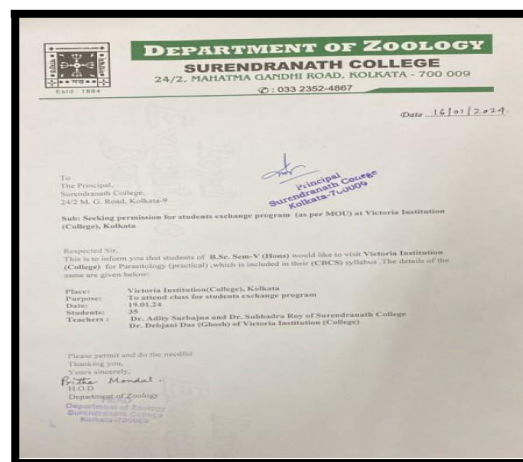 DEPARTMENT OF ZOOLOGY
SURENDRANATH COLLEGE
24/2, MAHATMA GANDHI ROAD, KOLKATA - 700 009
Estd - 1884
✆ : 033 2352-4867
Date ...16/01/2024
To
The Principal,
Surendranath College,
24/2 M. G. Road, Kolkata-9
Principal
Surendranath College
Kolkata-700009
Sub: Seeking permission for students exchange program (as per MOU) at Victoria Institution
(College), Kolkata
Respected Sir,
This is to inform you that students of B.Sc. Sem-V (Hons) would like to visit Victoria Institution
(College) for Parasitology (practical) ,which is included in their (CBCS) syllabus .The details of the
same are given below:
Place: Victoria Institution(College), Kolkata
Purpose: To attend class for students exchange program
Date: 19.01.24
Students: 35
Teachers : Dr. Adity Sarbajna and Dr. Subhadra Roy of Surendranath College
Dr. Debjani Das (Ghosh) of Victoria Institution (College)
Please permit and do the needful
Thanking you,
Yours sincerely,
Pritha Mondal
H.O.D
Department of Zoology
Department of Zoology
Surendranath College
Kolkata-700009